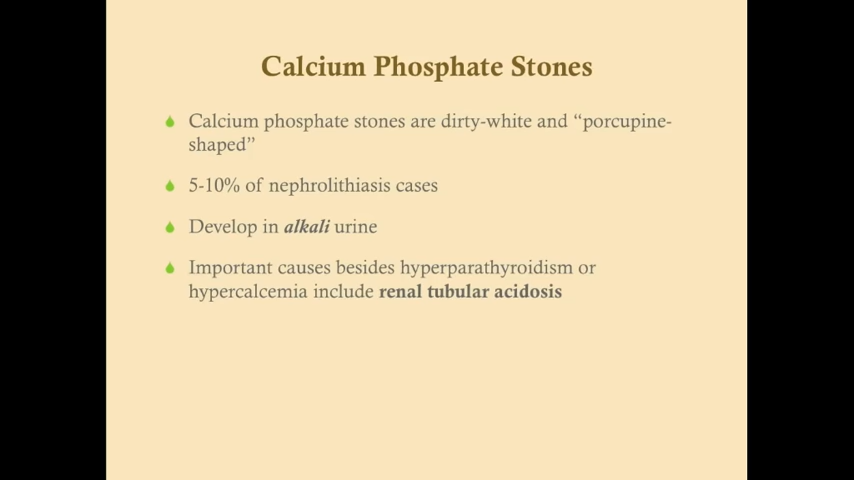 Calcium Phosphate Stones
Calcium phosphate stones are dirty-white and “porcupine-
shaped”
5-10% of nephrolithiasis cases
Develop in alkali urine
Important causes besides hyperparathyroidism or
hypercalcemia include renal tubular acidosis